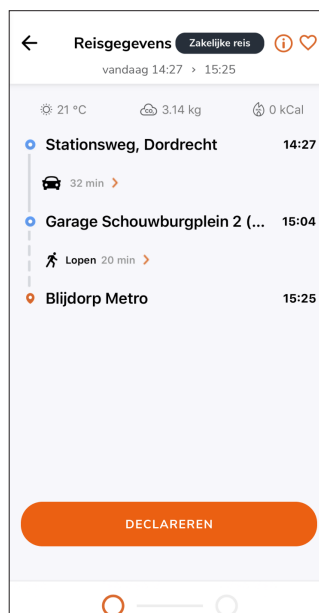 Reisgegevens Zakelijke reis
vandaag 14:27 > 15:25
21 °C 3.14 kg 0 kCal
Stationsweg, Dordrecht 14:27
32 min >
Garage Schouwburgplein 2 (... 15:04
Lopen 20 min >
Blijdorp Metro 15:25
DECLAREREN